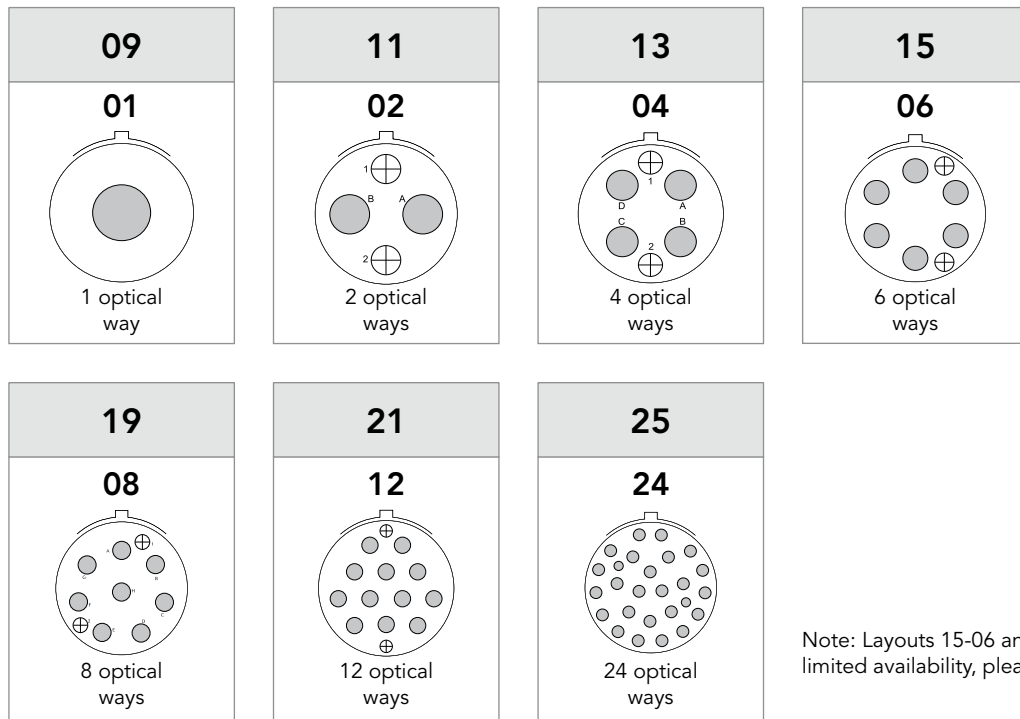 09
01
1 optical
way
11
02
1
B
A
2
2 optical
ways
13
04
1
D
A
C
B
2
4 optical
ways
15
06
6 optical
ways
19
08
A
1
G
B
H
F
C
2
E
D
8 optical
ways
21
12
12 optical
ways
25
24
24 optical
ways
Note: Layouts 15-06
limited availability,